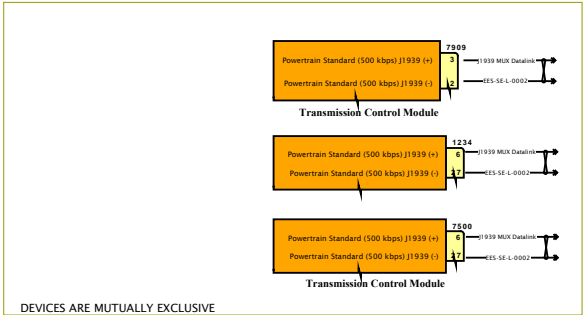 7909
Powertrain Standard (500 kbps) J1939 (+) 3 J1939 MUX Datalink
Powertrain Standard (500 kbps) J1939 (-) 2 EES-SE-L-0002
Transmission Control Module
1234
Powertrain Standard (500 kbps) J1939 (+) 6 J1939 MUX Datalink
Powertrain Standard (500 kbps) J1939 (-) 27 EES-SE-L-0002
7500
Powertrain Standard (500 kbps) J1939 (+) 6 J1939 MUX Datalink
Powertrain Standard (500 kbps) J1939 (-) 27 EES-SE-L-0002
Transmission Control Module
DEVICES ARE MUTUALLY EXCLUSIVE